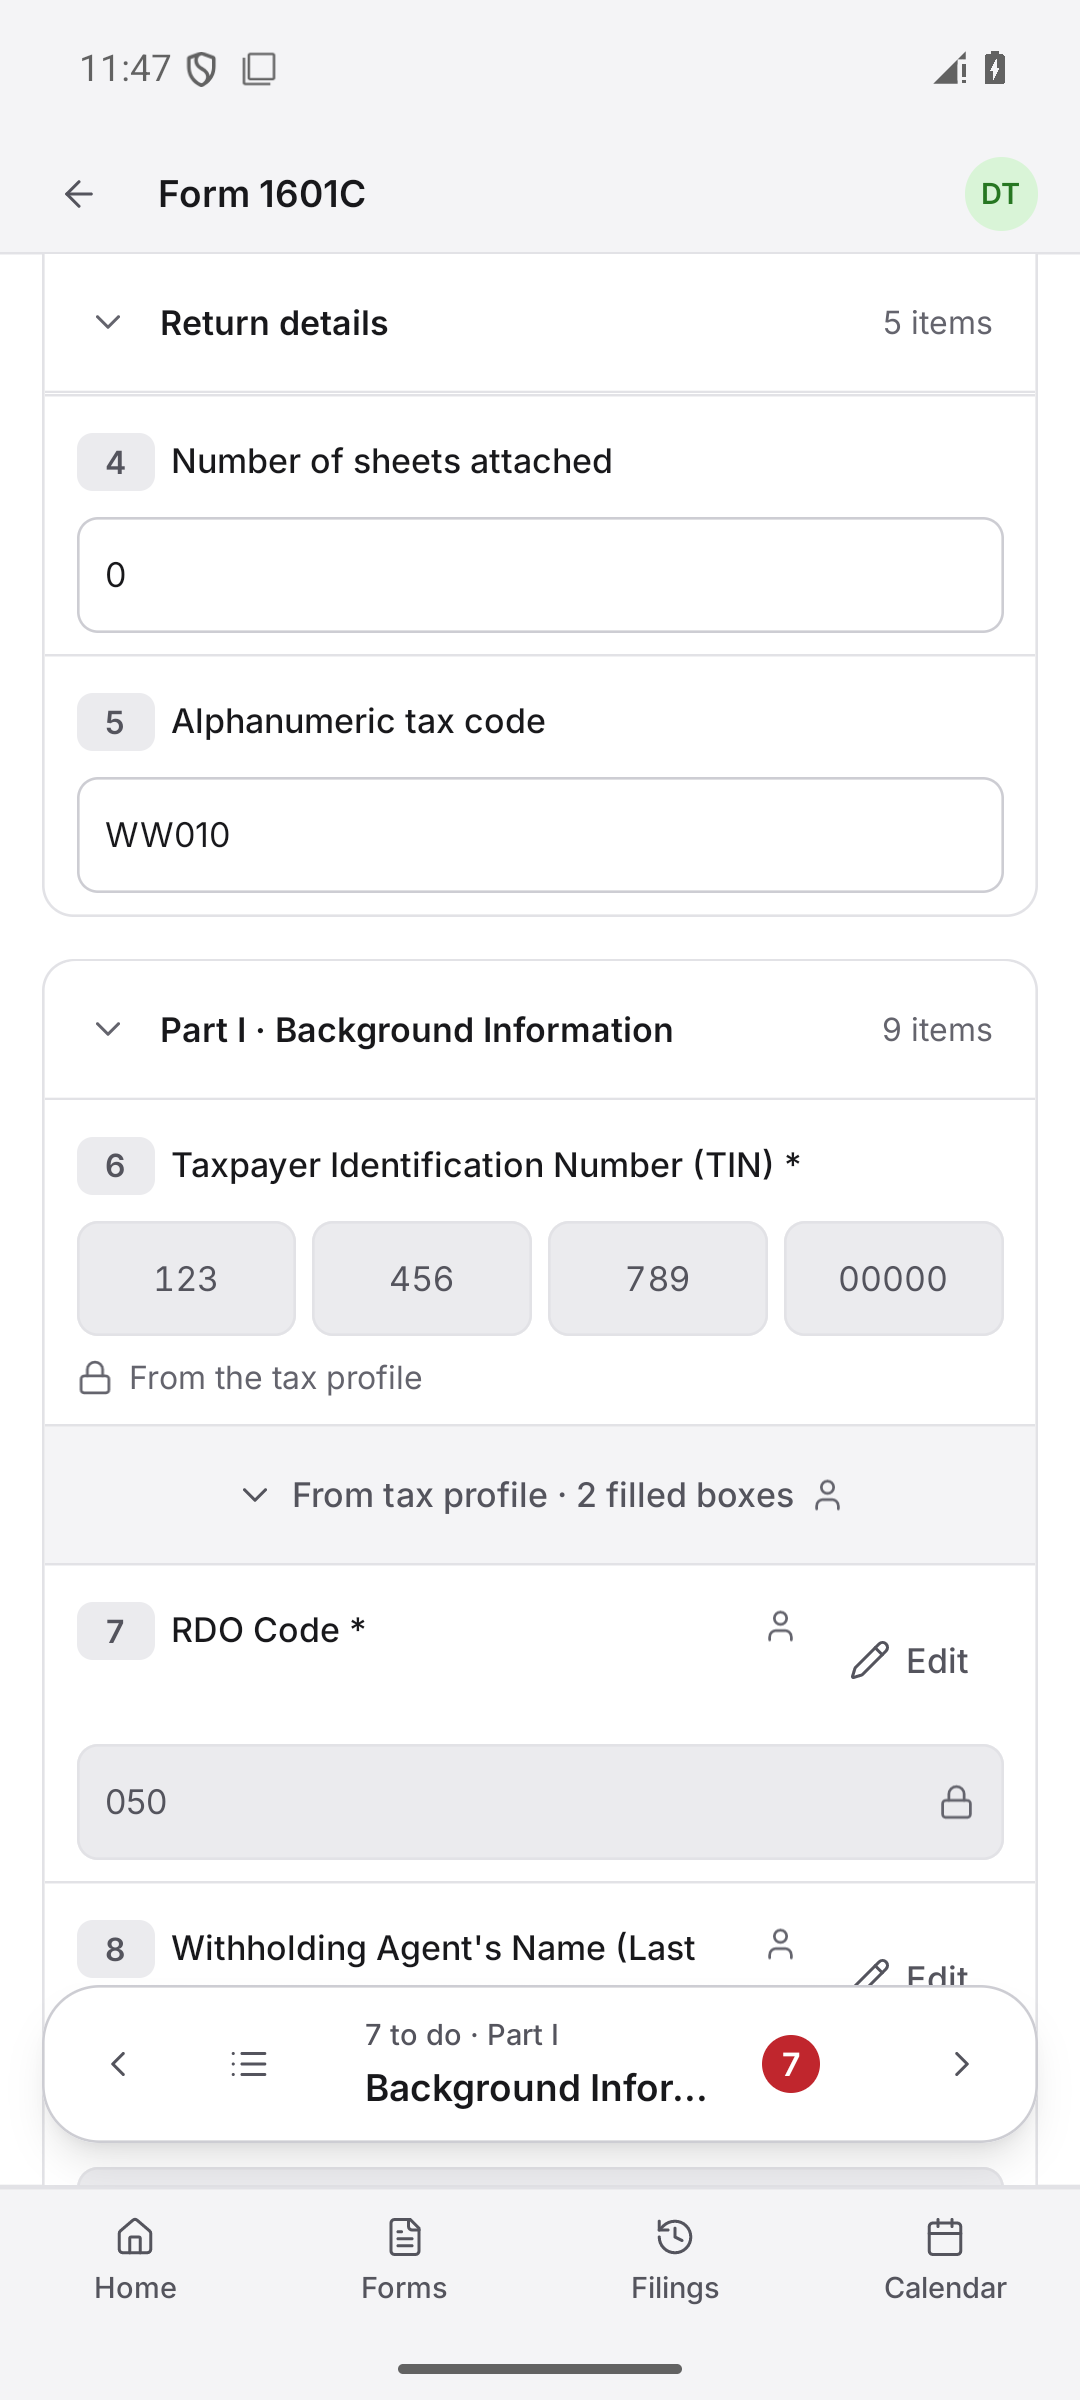 11:47
Form 1601C
DT
Return details
5 items
4
Number of sheets attached
0
5
Alphanumeric tax code
WW010
Part I · Background Information
9 items
6
Taxpayer Identification Number (TIN) *
123
456
789
00000
From the tax profile
From tax profile · 2 filled boxes
7
RDO Code *
Edit
050
8
Withholding Agent's Name (Last
Edit
7 to do · Part I
Background Infor...
7
Home
Forms
Filings
Calendar